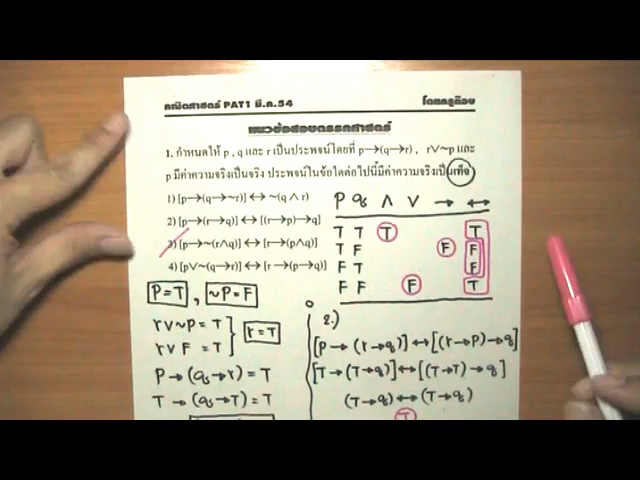 คณิตศาสตร์ PAT1 มี.ค.54 โดยครูต้อม
แนวข้อสอบตรรกศาสตร์
1. กำหนดให้ p , q และ r เป็นประพจน์โดยที่ p→(q→r) , r∨~p และ
p มีค่าความจริงเป็นจริง ประพจน์ในข้อใดต่อไปนี้มีค่าความจริงเป็นเท็จ
1) [p→(q→~r)] ↔ ~(q ∧ r)
2) [p→(r→q)] ↔ [(r→p)→q]
3) [p→~(r∧q)] ↔ [r→(p∧q)]
4) [p∨~(q→r)] ↔ [r →(p→q)]
P q ∧ ∨ → ↔
T T T T
T F F F
F T F
F F F T
P = T , ~P = F
r∨~P = T
r∨F = T
r = T
P → (q→r) = T
T → (q→T) = T
2.)
[P→(r→q)]↔[(r→P)→q]
[T→(T→q)]↔[(T→T)→q]
(T→q)↔(T→q)
T